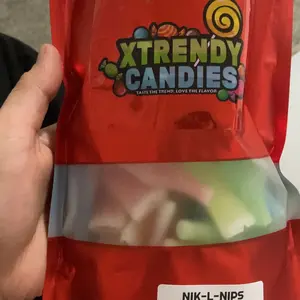 XTRENDY
CANDIES
TASTE THE TREND. LOVE THE FLAVOR
NIK-L-NIPS